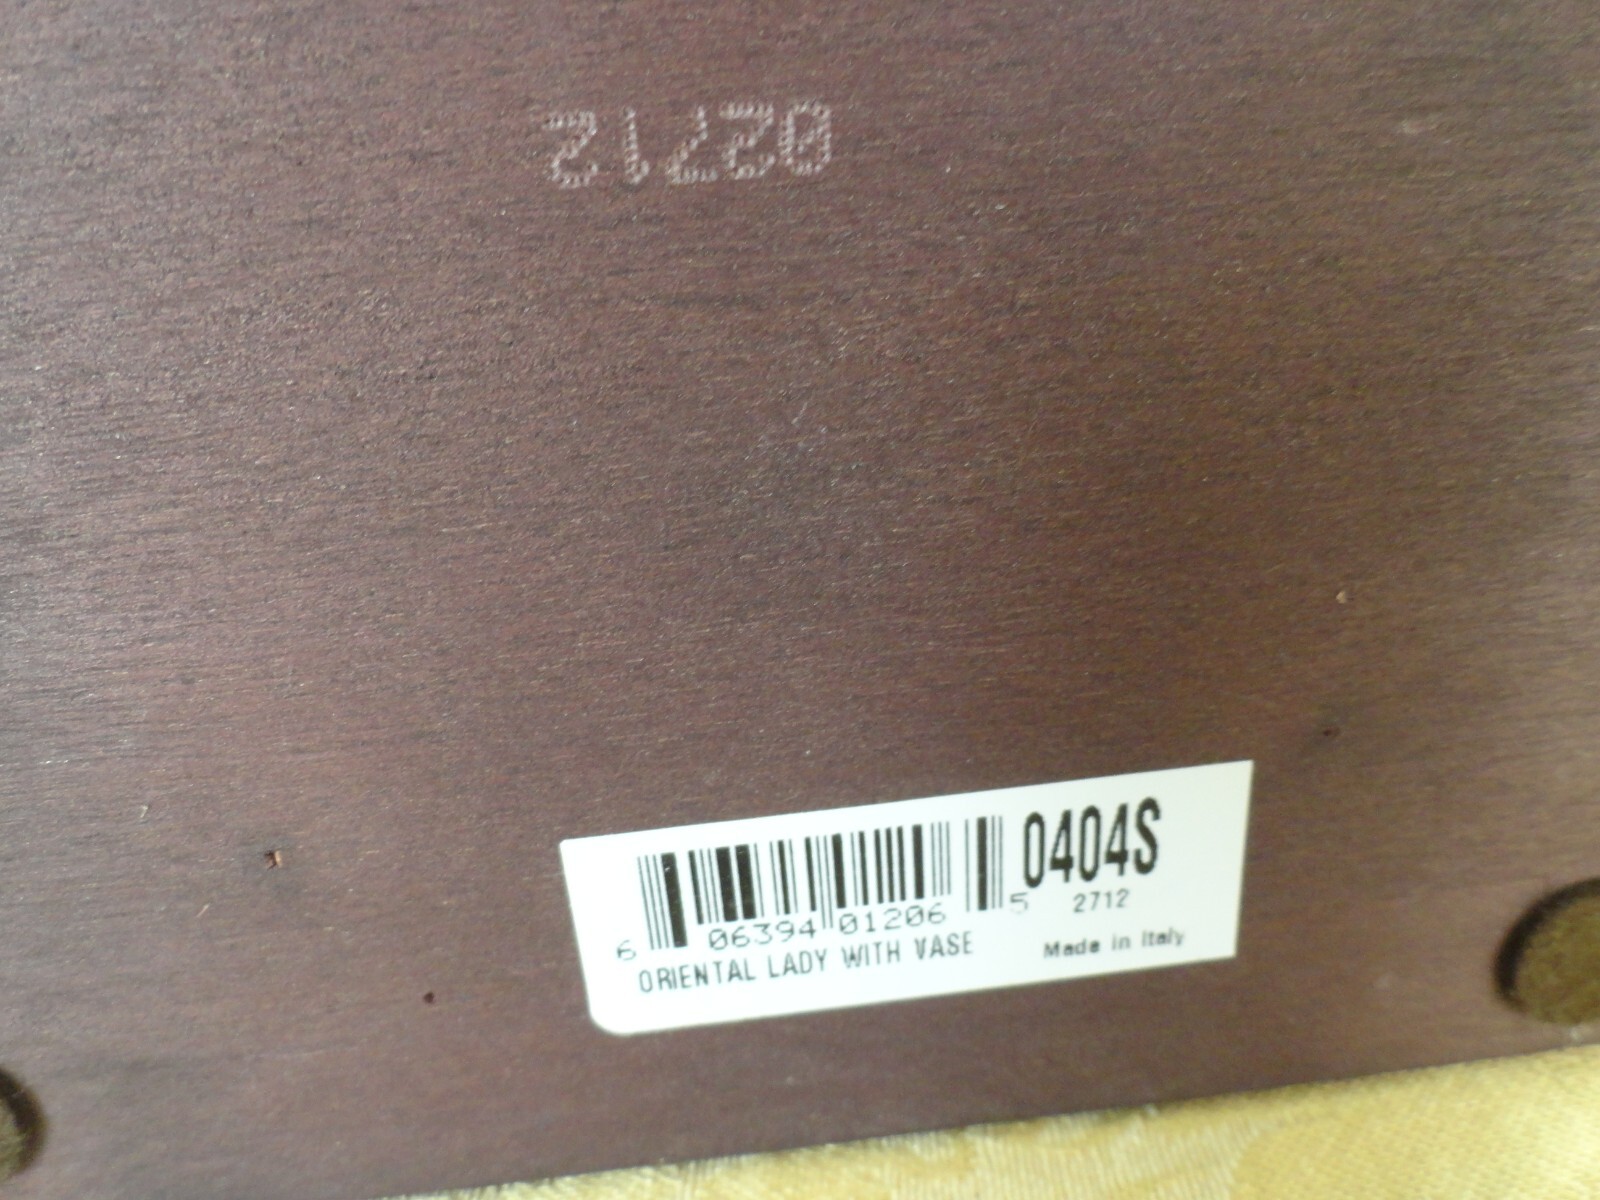 02712
0404S
2712
6 06394 01206 5
ORIENTAL LADY WITH VASE
Made in Italy